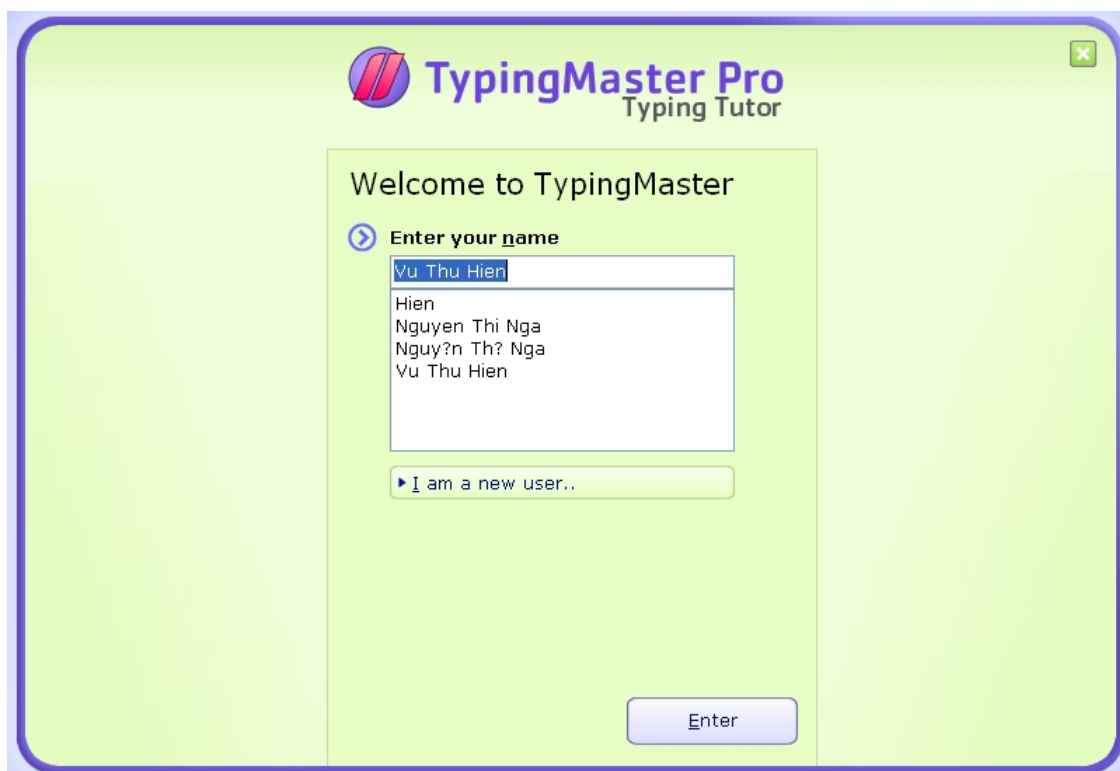 TypingMaster Pro
Typing Tutor
Welcome to TypingMaster
Enter your name
Vu Thu Hien
Hien
Nguyen Thi Nga
Nguy?n Th? Nga
Vu Thu Hien
I am a new user..
Enter